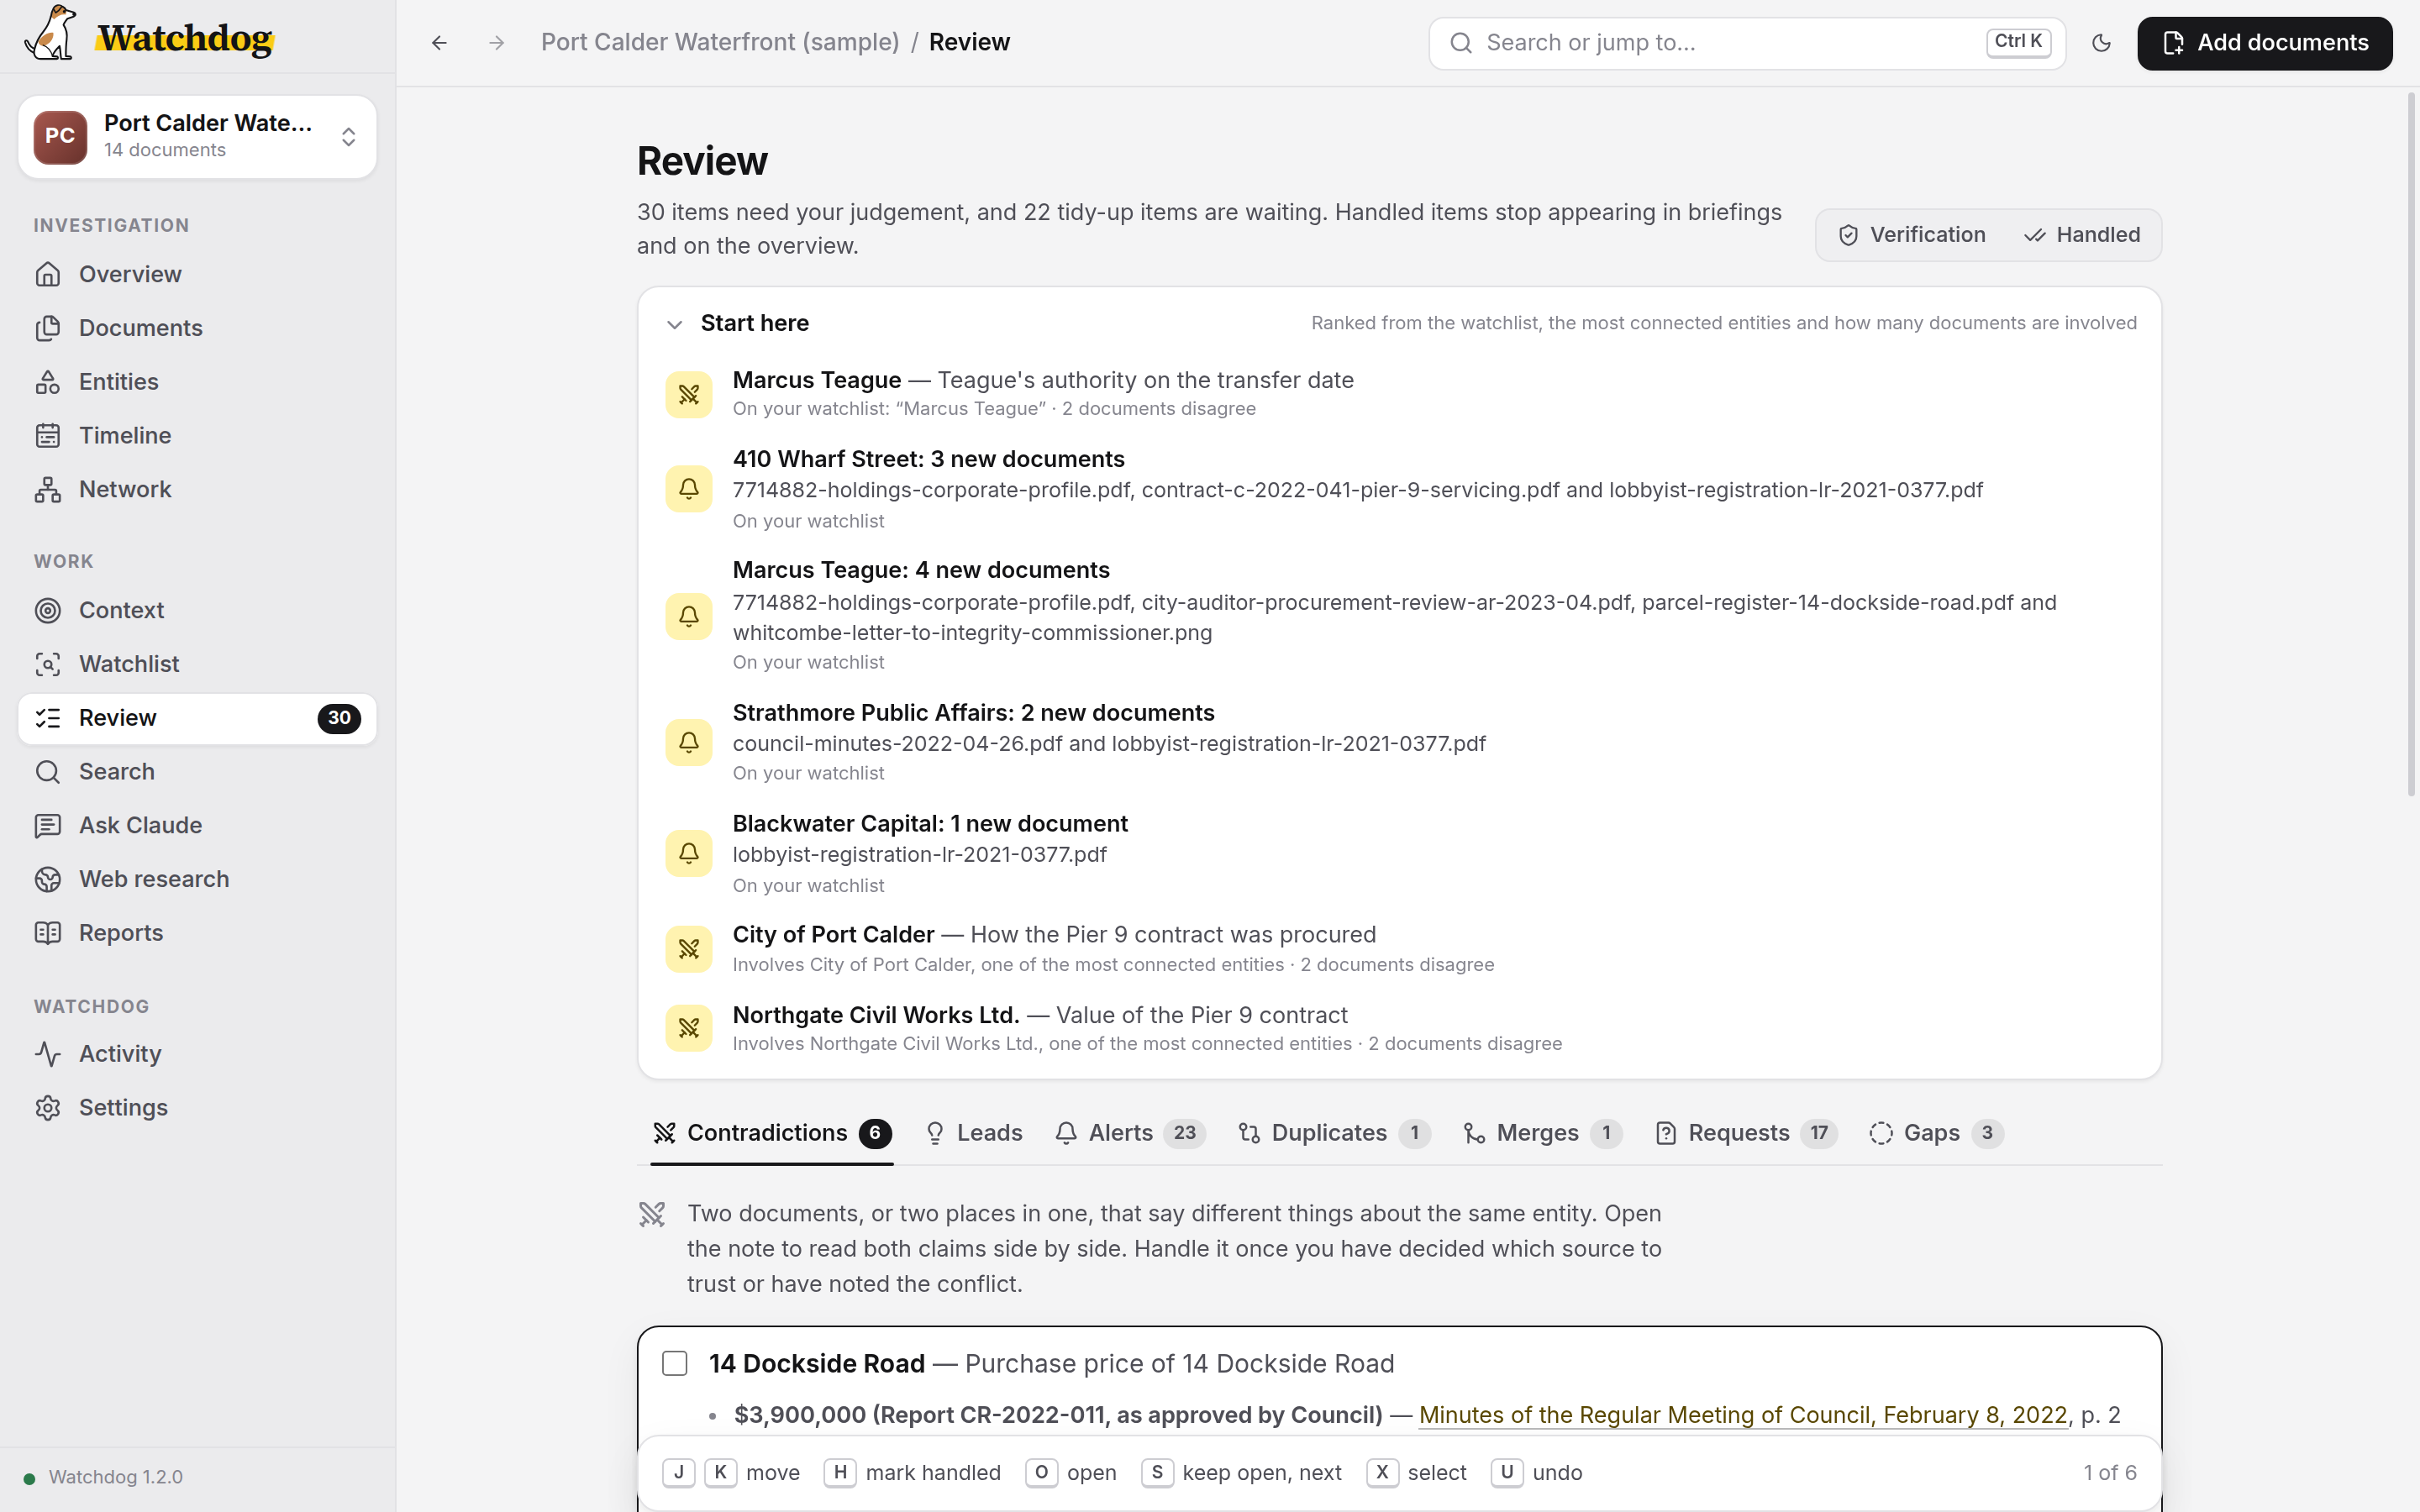 Watchdog
Port Calder Waterfront (sample) / Review
Search or jump to...
Ctrl K
Add documents
PC
Port Calder Wate...
14 documents
INVESTIGATION
Overview
Documents
Entities
Timeline
Network
WORK
Context
Watchlist
Review
30
Search
Ask Claude
Web research
Reports
WATCHDOG
Activity
Settings
Watchdog 1.2.0
Review
30 items need your judgement, and 22 tidy-up items are waiting. Handled items stop appearing in briefings
and on the overview.
Verification
Handled
Start here
Ranked from the watchlist, the most connected entities and how many documents are involved
Marcus Teague — Teague's authority on the transfer date
On your watchlist: “Marcus Teague” · 2 documents disagree
410 Wharf Street: 3 new documents
7714882-holdings-corporate-profile.pdf, contract-c-2022-041-pier-9-servicing.pdf and lobbyist-registration-lr-2021-0377.pdf
On your watchlist
Marcus Teague: 4 new documents
7714882-holdings-corporate-profile.pdf, city-auditor-procurement-review-ar-2023-04.pdf, parcel-register-14-dockside-road.pdf and
whitcombe-letter-to-integrity-commissioner.png
On your watchlist
Strathmore Public Affairs: 2 new documents
council-minutes-2022-04-26.pdf and lobbyist-registration-lr-2021-0377.pdf
On your watchlist
Blackwater Capital: 1 new document
lobbyist-registration-lr-2021-0377.pdf
On your watchlist
City of Port Calder — How the Pier 9 contract was procured
Involves City of Port Calder, one of the most connected entities · 2 documents disagree
Northgate Civil Works Ltd. — Value of the Pier 9 contract
Involves Northgate Civil Works Ltd., one of the most connected entities · 2 documents disagree
Contradictions 6
Leads
Alerts 23
Duplicates 1
Merges 1
Requests 17
Gaps 3
Two documents, or two places in one, that say different things about the same entity. Open
the note to read both claims side by side. Handle it once you have decided which source to
trust or have noted the conflict.
14 Dockside Road — Purchase price of 14 Dockside Road
• $3,900,000 (Report CR-2022-011, as approved by Council) — Minutes of the Regular Meeting of Council, February 8, 2022, p. 2
J K move H mark handled O open S keep open, next X select U undo
1 of 6